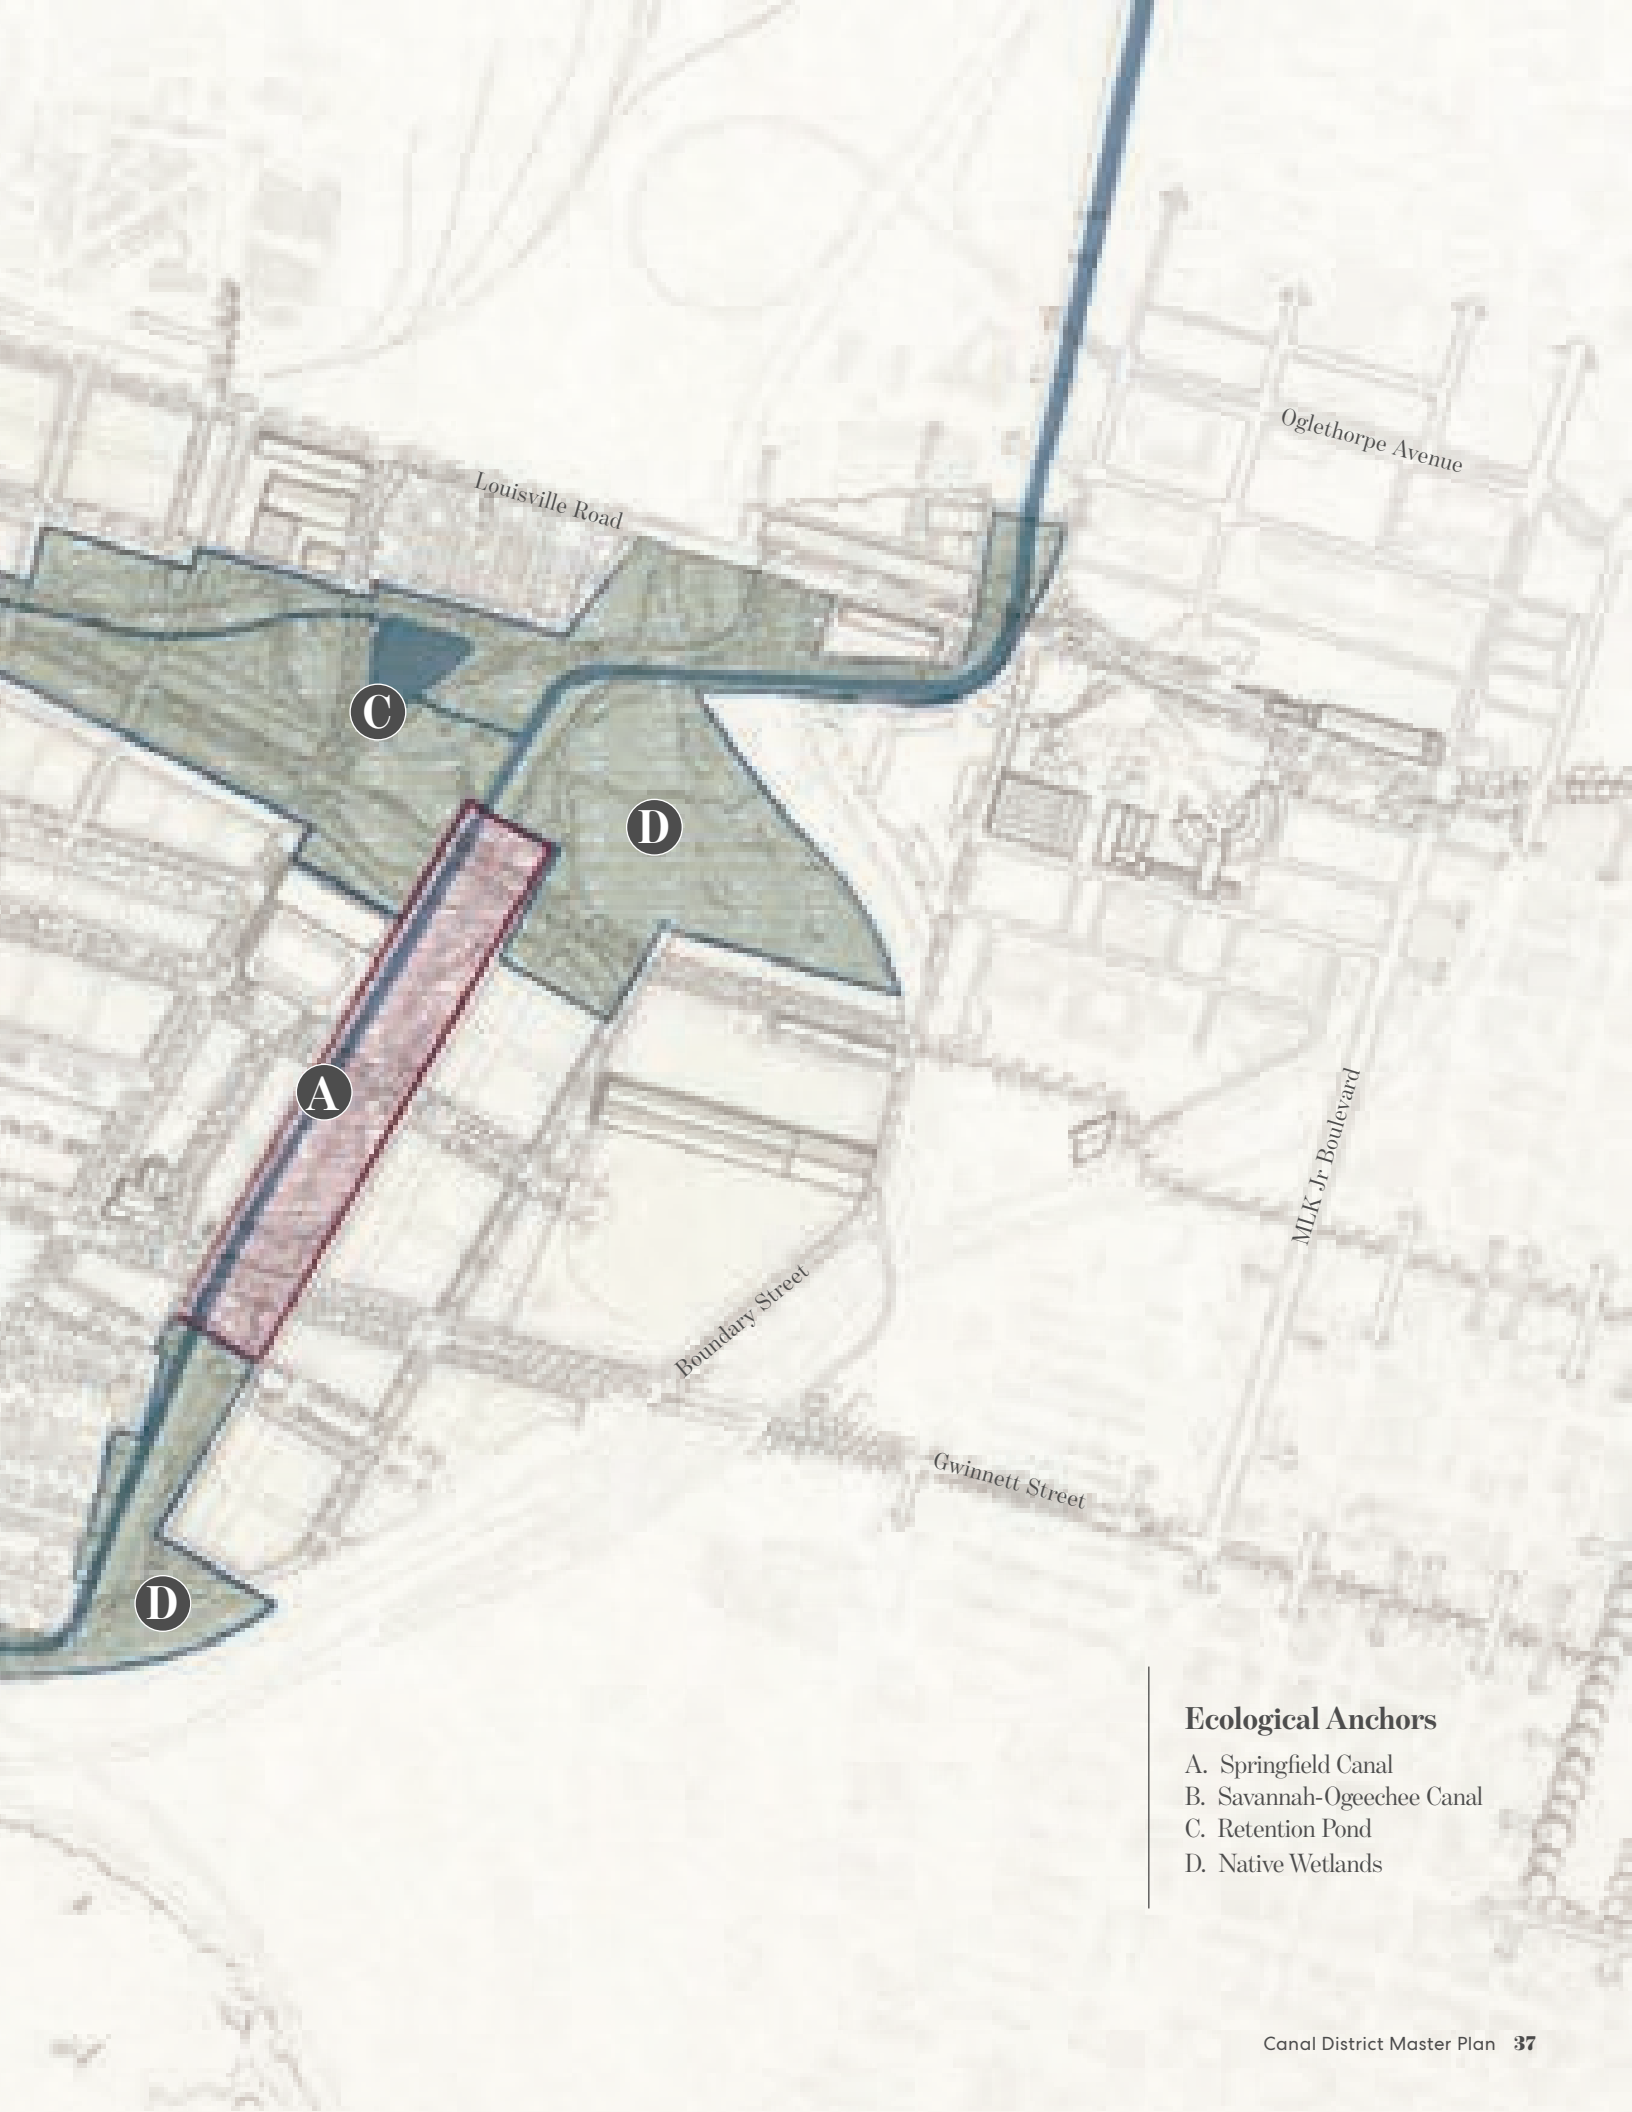 Oglethorpe Avenue
Louisville Road
C
D
A
MLK Jr Boulevard
Boundary Street
Gwinnett Street
D
Ecological Anchors
A. Springfield Canal
B. Savannah-Ogeechee Canal
C. Retention Pond
D. Native Wetlands
Canal District Master Plan 37